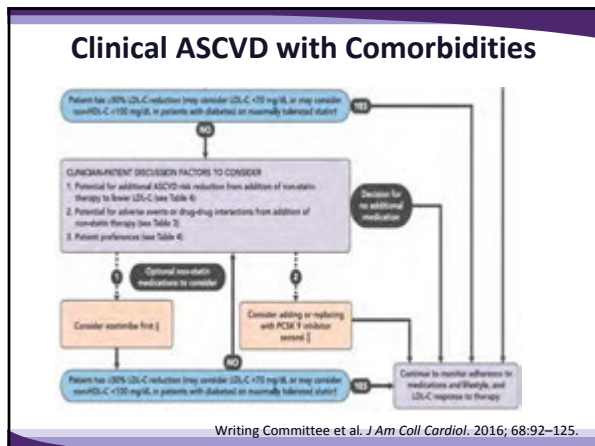 Clinical ASCVD with Comorbidities
Patient has ≥50% LDL-C reduction (may consider LDL-C <70 mg/dL or may consider
non-HDL-C <100 mg/dL in patients with diabetes) on maximally tolerated statin†
YES
NO
CLINICIAN-PATIENT DISCUSSION FACTORS TO CONSIDER
1. Potential for additional ASCVD risk reduction from addition of non-statin
therapy to lower LDL-C (see Table 4)
2. Potential for adverse events or drug-drug interactions from addition of
non-statin therapy (see Table 3)
3. Patient preferences (see Table 4)
Decision for
no additional
medication
1
Optional non-statin
medications to consider
2
Consider ezetimibe first
Consider adding or replacing
with PCSK 9 inhibitor
second
NO
Patient has ≥50% LDL-C reduction (may consider LDL-C <70 mg/dL or may consider
non-HDL-C <100 mg/dL in patients with diabetes) on maximally tolerated statin†
YES
Continue to monitor adherence to
medications and lifestyle, and
LDL-C response to therapy.
Writing Committee et al. J Am Coll Cardiol. 2016; 68:92–125.